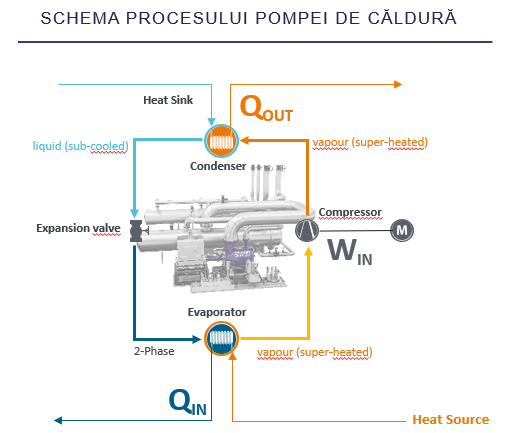 SCHEMA PROCESULUI POMPEI DE CĂLDURĂ
Heat Sink
QOUT
liquid (sub-cooled)
vapour (super-heated)
Condenser
Expansion valve
Compressor
M
WIN
Evaporator
2-Phase
vapour (super-heated)
QIN
Heat Source